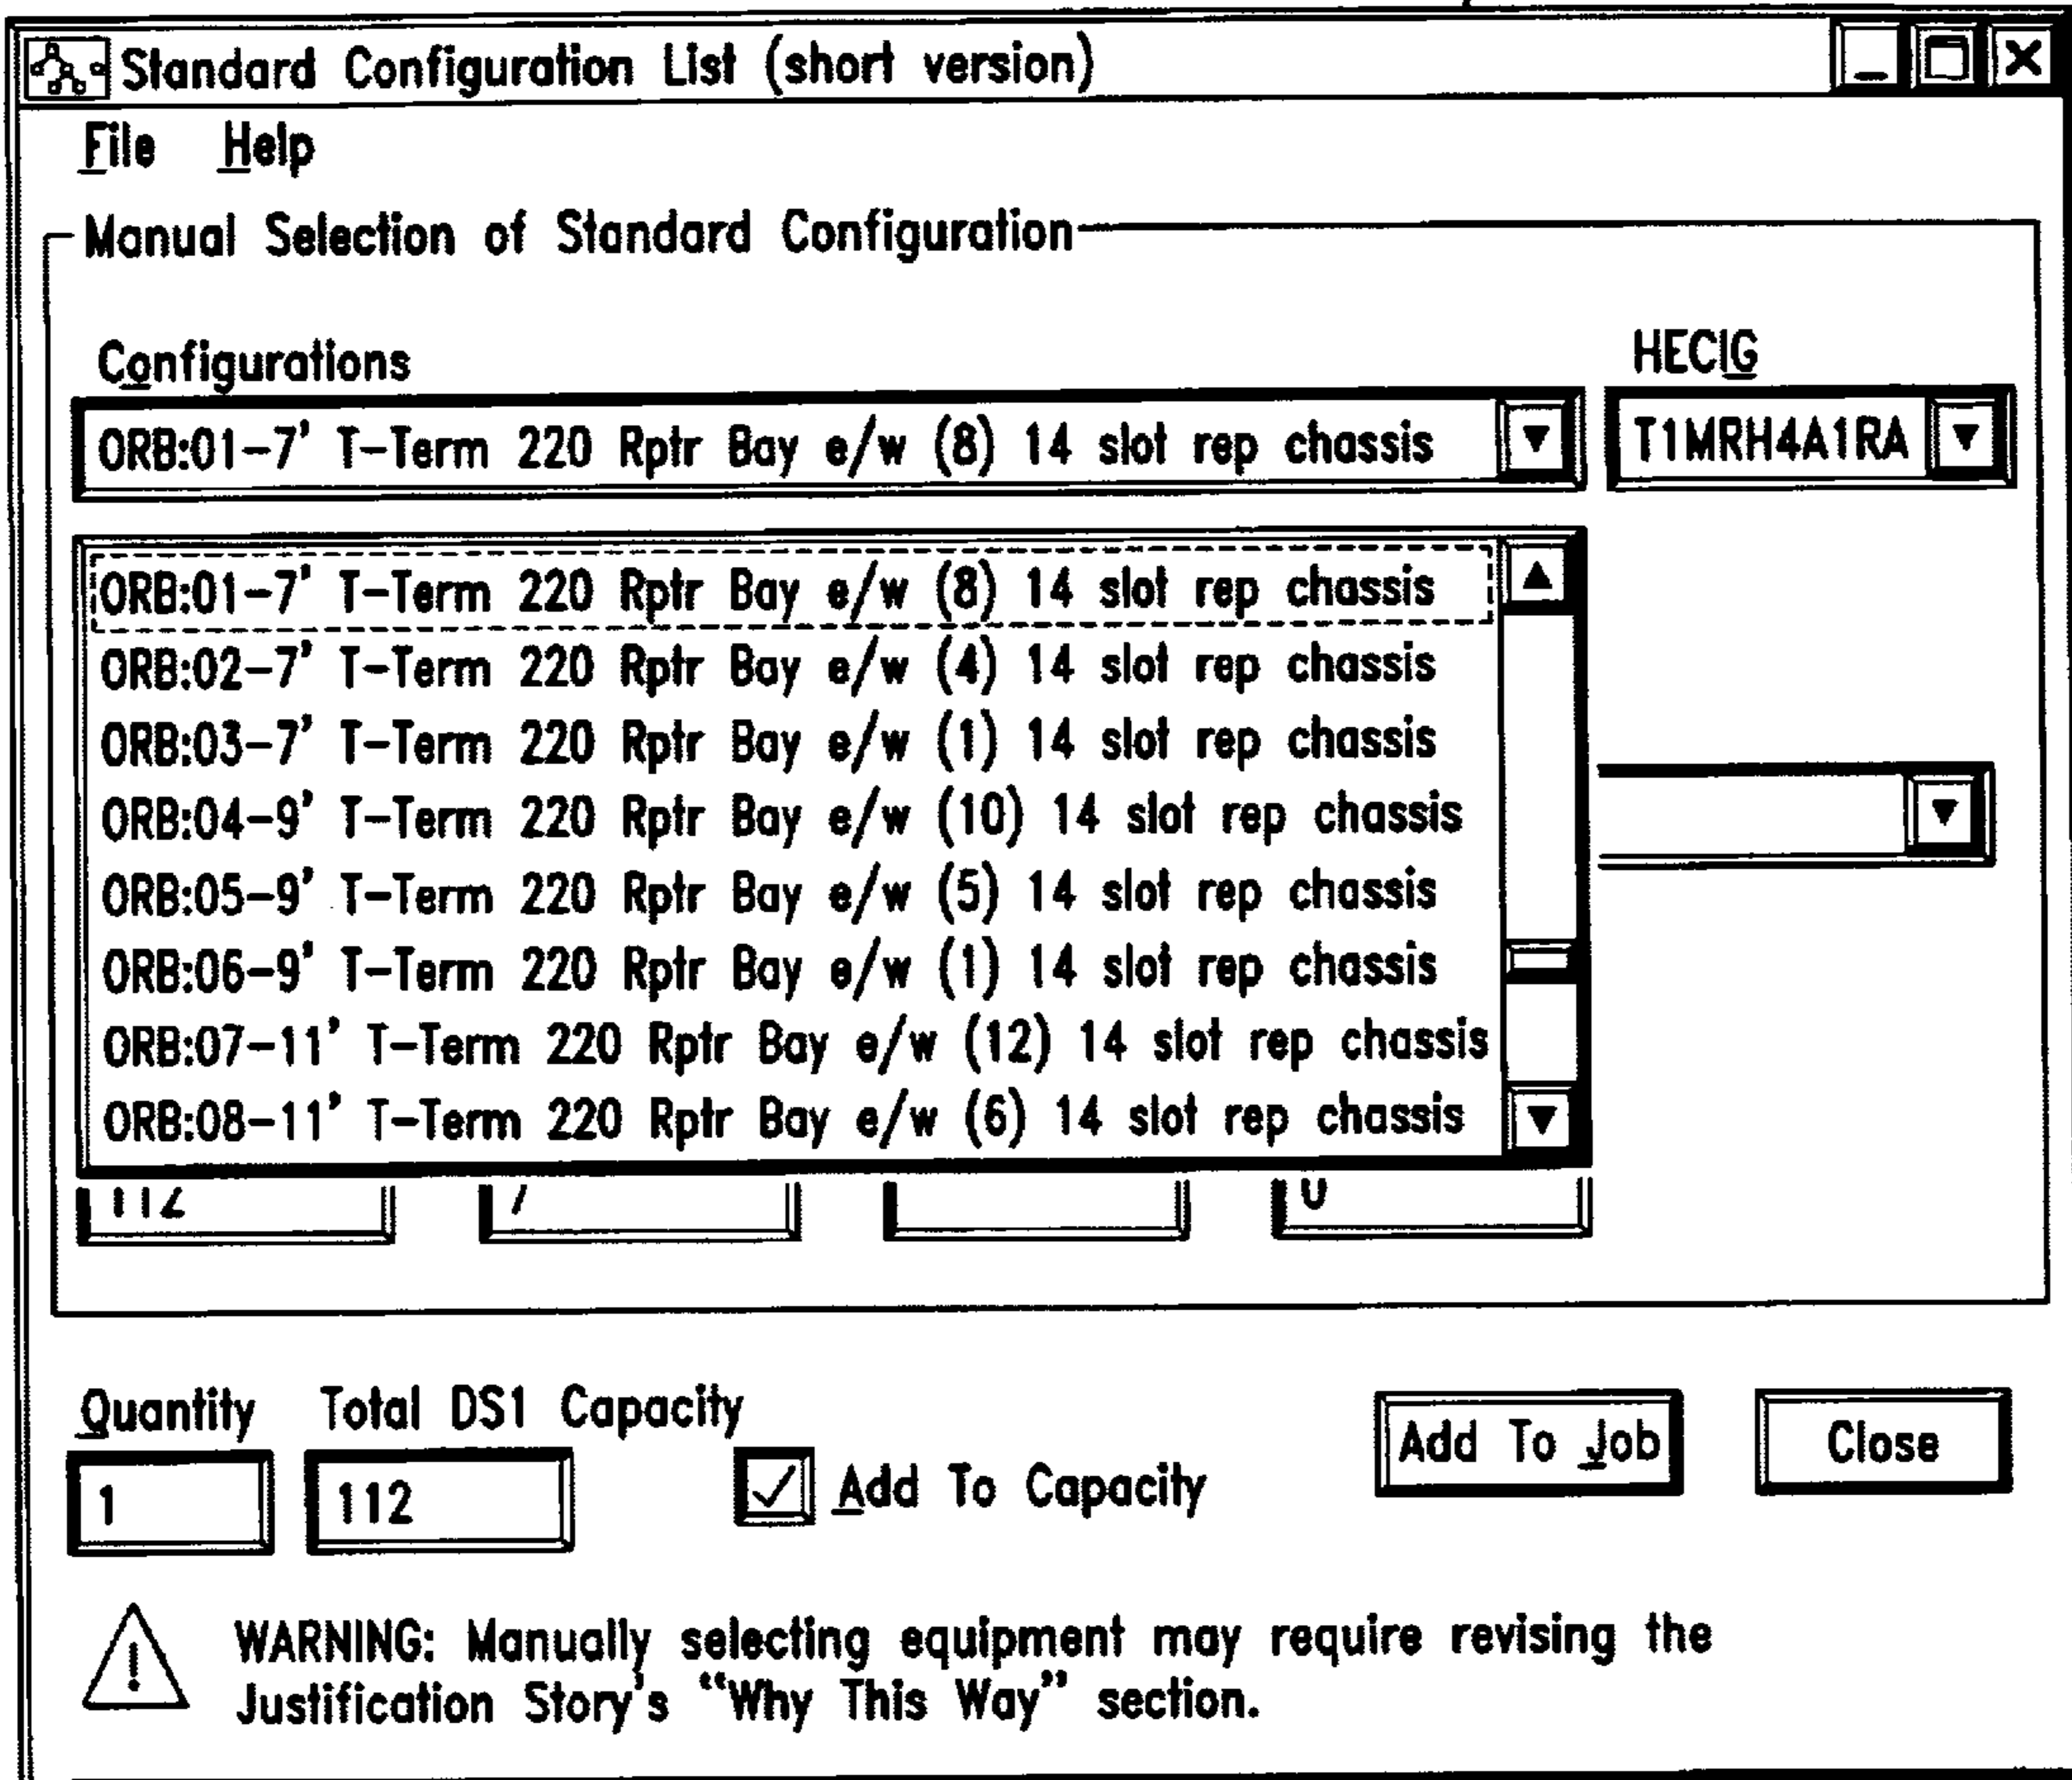 Standard Configuration List (short version)
File Help
Manual Selection of Standard Configuration
Configurations HECIG
ORB:01-7' T-Term 220 Rptr Bay e/w (8) 14 slot rep chassis T1MRH4A1RA
ORB:01-7' T-Term 220 Rptr Bay e/w (8) 14 slot rep chassis
ORB:02-7' T-Term 220 Rptr Bay e/w (4) 14 slot rep chassis
ORB:03-7' T-Term 220 Rptr Bay e/w (1) 14 slot rep chassis
ORB:04-9' T-Term 220 Rptr Bay e/w (10) 14 slot rep chassis
ORB:05-9' T-Term 220 Rptr Bay e/w (5) 14 slot rep chassis
ORB:06-9' T-Term 220 Rptr Bay e/w (1) 14 slot rep chassis
ORB:07-11' T-Term 220 Rptr Bay e/w (12) 14 slot rep chassis
ORB:08-11' T-Term 220 Rptr Bay e/w (6) 14 slot rep chassis
112
Quantity Total DS1 Capacity
1 112 Add To Capacity Add To Job Close
WARNING: Manually selecting equipment may require revising the
Justification Story's “Why This Way” section.